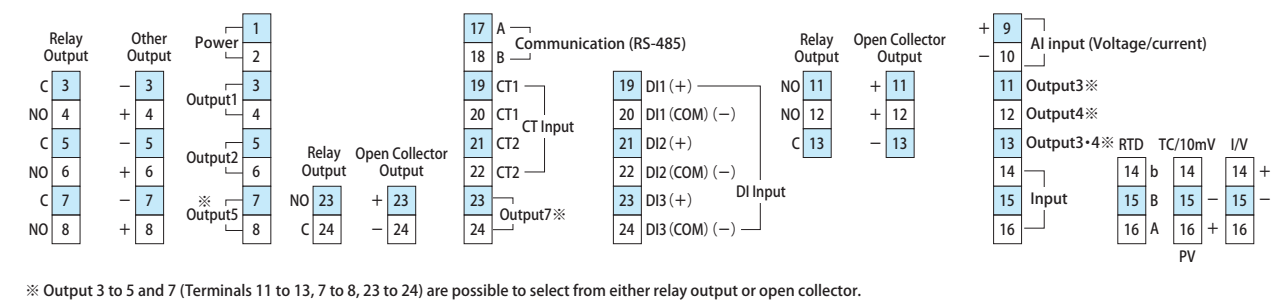 Relay Output
C 3
NO 4
C 5
NO 6
C 7
NO 8
Other Output
− 3
+ 4
− 5
+ 6
− 7
+ 8
Power 1
2
Output1 3
4
Output2 5
6
※ Output5 7
8
Relay Output
NO 23
C 24
Open Collector Output
+ 23
− 24
17 A
Communication (RS-485)
18 B
19 CT1
20 CT1
CT Input
21 CT2
22 CT2
23
Output7※
24
19 DI1 (+)
20 DI1 (COM) (−)
21 DI2 (+)
22 DI2 (COM) (−)
DI Input
23 DI3 (+)
24 DI3 (COM) (−)
Relay Output
NO 11
NO 12
C 13
Open Collector Output
+ 11
+ 12
− 13
+ 9
AI input (Voltage/current)
− 10
11 Output3※
12 Output4※
13 Output3・4※
14
15 Input
16
RTD
14 b
15 B
16 A
TC/10mV
14
15 −
16 +
PV
I/V
14 +
15 −
16
※ Output 3 to 5 and 7 (Terminals 11 to 13, 7 to 8, 23 to 24) are possible to select from either relay output or open collector.